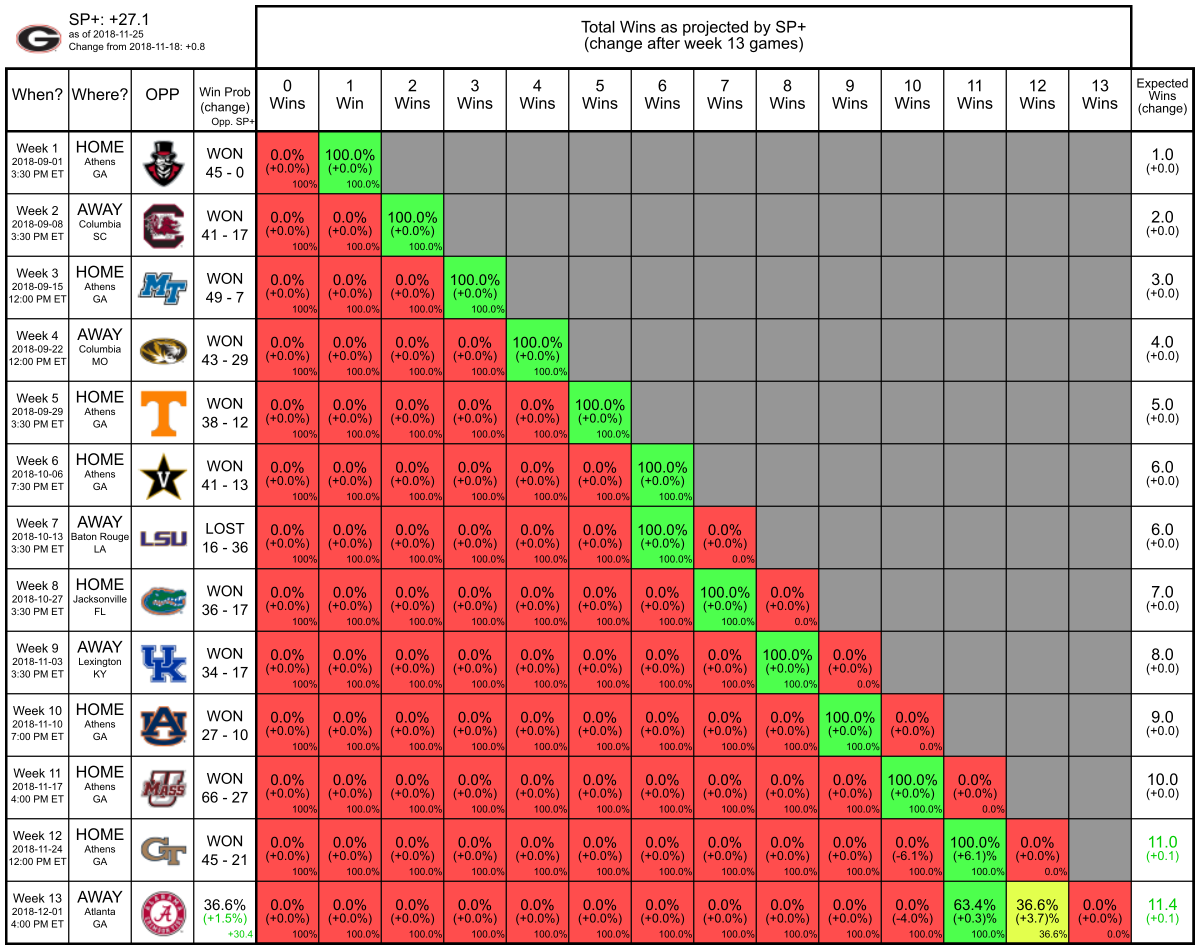 G
SP+: +27.1
as of 2018-11-25
Change from 2018-11-18: +0.8
Total Wins as projected by SP+
(change after week 13 games)
When? Where? OPP Win Prob (change) Opp. SP+ 0 Wins 1 Win 2 Wins 3 Wins 4 Wins 5 Wins 6 Wins 7 Wins 8 Wins 9 Wins 10 Wins 11 Wins 12 Wins 13 Wins Expected Wins (change)
Week 1 HOME WON 0.0% 100.0% 1.0
2018-09-01 Athens 45 - 0 (+0.0%) (+0.0%) (+0.0)
3:30 PM ET GA 100% 100.0%
Week 2 AWAY C WON 0.0% 0.0% 100.0% 2.0
2018-09-08 Columbia 41 - 17 (+0.0%) (+0.0%) (+0.0%) (+0.0)
3:30 PM ET SC 100% 100.0% 100.0%
Week 3 HOME MT WON 0.0% 0.0% 0.0% 100.0% 3.0
2018-09-15 Athens 49 - 7 (+0.0%) (+0.0%) (+0.0%) (+0.0%) (+0.0)
12:00 PM ET GA 100% 100.0% 100.0% 100.0%
Week 4 AWAY WON 0.0% 0.0% 0.0% 0.0% 100.0% 4.0
2018-09-22 Columbia 43 - 29 (+0.0%) (+0.0%) (+0.0%) (+0.0%) (+0.0%) (+0.0)
12:00 PM ET MO 100% 100.0% 100.0% 100.0% 100.0%
Week 5 HOME T WON 0.0% 0.0% 0.0% 0.0% 0.0% 100.0% 5.0
2018-09-29 Athens 38 - 12 (+0.0%) (+0.0%) (+0.0%) (+0.0%) (+0.0%) (+0.0%) (+0.0)
3:30 PM ET GA 100% 100.0% 100.0% 100.0% 100.0% 100.0%
Week 6 HOME V WON 0.0% 0.0% 0.0% 0.0% 0.0% 0.0% 100.0% 6.0
2018-10-06 Athens 41 - 13 (+0.0%) (+0.0%) (+0.0%) (+0.0%) (+0.0%) (+0.0%) (+0.0%) (+0.0)
7:30 PM ET GA 100% 100.0% 100.0% 100.0% 100.0% 100.0% 100.0%
Week 7 AWAY LSU LOST 0.0% 0.0% 0.0% 0.0% 0.0% 0.0% 100.0% 0.0% 6.0
2018-10-13 Baton Rouge 16 - 36 (+0.0%) (+0.0%) (+0.0%) (+0.0%) (+0.0%) (+0.0%) (+0.0%) (+0.0%) (+0.0)
3:30 PM ET LA 100% 100.0% 100.0% 100.0% 100.0% 100.0% 100.0% 0.0%
Week 8 HOME WON 0.0% 0.0% 0.0% 0.0% 0.0% 0.0% 0.0% 100.0% 0.0% 7.0
2018-10-27 Jacksonville 36 - 17 (+0.0%) (+0.0%) (+0.0%) (+0.0%) (+0.0%) (+0.0%) (+0.0%) (+0.0%) (+0.0%) (+0.0)
3:30 PM ET FL 100% 100.0% 100.0% 100.0% 100.0% 100.0% 100.0% 100.0% 0.0%
Week 9 AWAY UK WON 0.0% 0.0% 0.0% 0.0% 0.0% 0.0% 0.0% 0.0% 100.0% 0.0% 8.0
2018-11-03 Lexington 34 - 17 (+0.0%) (+0.0%) (+0.0%) (+0.0%) (+0.0%) (+0.0%) (+0.0%) (+0.0%) (+0.0%) (+0.0%) (+0.0)
3:30 PM ET KY 100% 100.0% 100.0% 100.0% 100.0% 100.0% 100.0% 100.0% 100.0% 0.0%
Week 10 HOME AU WON 0.0% 0.0% 0.0% 0.0% 0.0% 0.0% 0.0% 0.0% 0.0% 100.0% 0.0% 9.0
2018-11-10 Athens 27 - 10 (+0.0%) (+0.0%) (+0.0%) (+0.0%) (+0.0%) (+0.0%) (+0.0%) (+0.0%) (+0.0%) (+0.0%) (+0.0%) (+0.0)
7:00 PM ET GA 100% 100.0% 100.0% 100.0% 100.0% 100.0% 100.0% 100.0% 100.0% 100.0% 0.0%
Week 11 HOME UMASS WON 0.0% 0.0% 0.0% 0.0% 0.0% 0.0% 0.0% 0.0% 0.0% 0.0% 100.0% 0.0% 10.0
2018-11-17 Athens 66 - 27 (+0.0%) (+0.0%) (+0.0%) (+0.0%) (+0.0%) (+0.0%) (+0.0%) (+0.0%) (+0.0%) (+0.0%) (+0.0%) (+0.0%) (+0.0)
4:00 PM ET GA 100% 100.0% 100.0% 100.0% 100.0% 100.0% 100.0% 100.0% 100.0% 100.0% 100.0% 0.0%
Week 12 HOME GT WON 0.0% 0.0% 0.0% 0.0% 0.0% 0.0% 0.0% 0.0% 0.0% 0.0% 0.0% 100.0% 0.0% 11.0
2018-11-24 Athens 45 - 21 (+0.0%) (+0.0%) (+0.0%) (+0.0%) (+0.0%) (+0.0%) (+0.0%) (+0.0%) (+0.0%) (+0.0%) (-6.1%) (+6.1)% (+0.0%) (+0.1)
12:00 PM ET GA 100% 100.0% 100.0% 100.0% 100.0% 100.0% 100.0% 100.0% 100.0% 100.0% 100.0% 100.0% 0.0%
Week 13 AWAY A 36.6% 0.0% 0.0% 0.0% 0.0% 0.0% 0.0% 0.0% 0.0% 0.0% 0.0% 0.0% 63.4% 36.6% 0.0% 11.4
2018-12-01 Atlanta (+1.5%) (+0.0%) (+0.0%) (+0.0%) (+0.0%) (+0.0%) (+0.0%) (+0.0%) (+0.0%) (+0.0%) (+0.0%) (-4.0%) (+0.3)% (+3.7)% (+0.0%) (+0.1)
4:00 PM ET GA +30.4 100% 100.0% 100.0% 100.0% 100.0% 100.0% 100.0% 100.0% 100.0% 100.0% 100.0% 100.0% 36.6% 0.0%